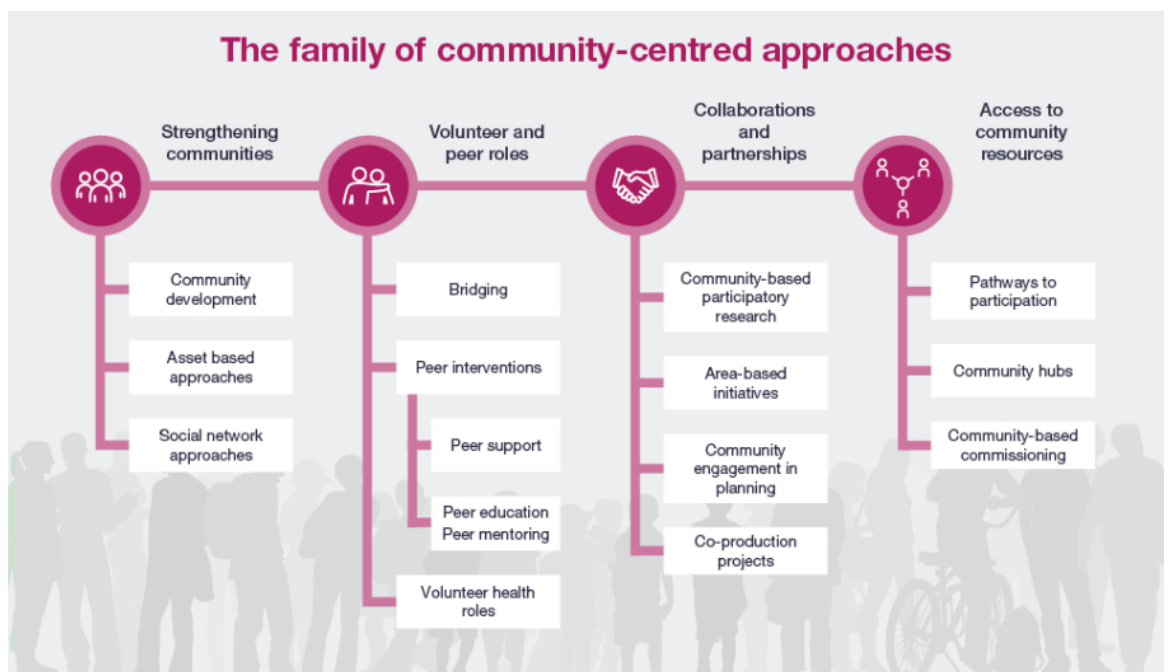 The family of community-centred approaches
Strengthening
communities
Community
development
Asset based
approaches
Social network
approaches
Volunteer and
peer roles
Bridging
Peer interventions
Peer support
Peer education
Peer mentoring
Volunteer health
roles
Collaborations
and
partnerships
Community-based
participatory
research
Area-based
initiatives
Community
engagement in
planning
Co-production
projects
Access to
community
resources
Pathways to
participation
Community hubs
Community-based
commissioning